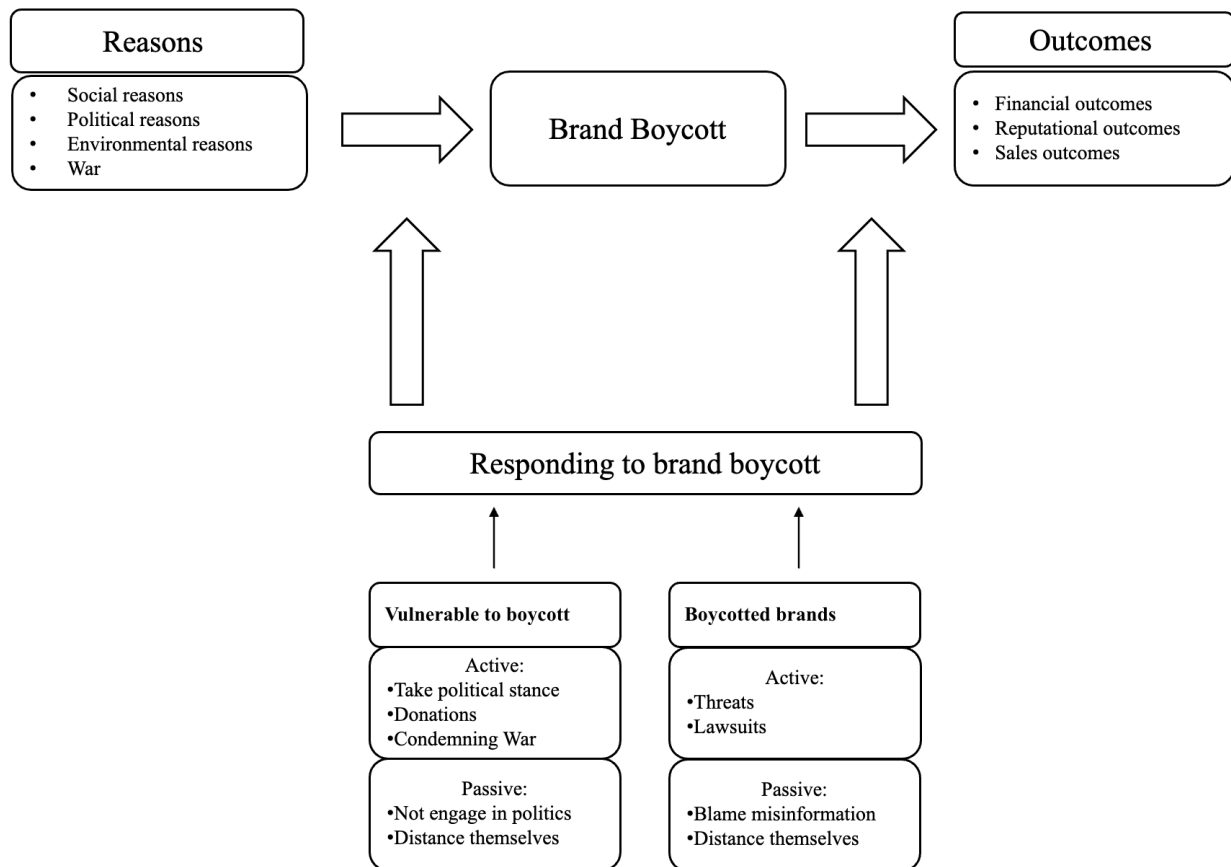 Reasons
• Social reasons
• Political reasons
• Environmental reasons
• War
Brand Boycott
Outcomes
• Financial outcomes
• Reputational outcomes
• Sales outcomes
Responding to brand boycott
Vulnerable to boycott
Active:
•Take political stance
•Donations
•Condemning War
Passive:
•Not engage in politics
•Distance themselves
Boycotted brands
Active:
•Threats
•Lawsuits
Passive:
•Blame misinformation
•Distance themselves